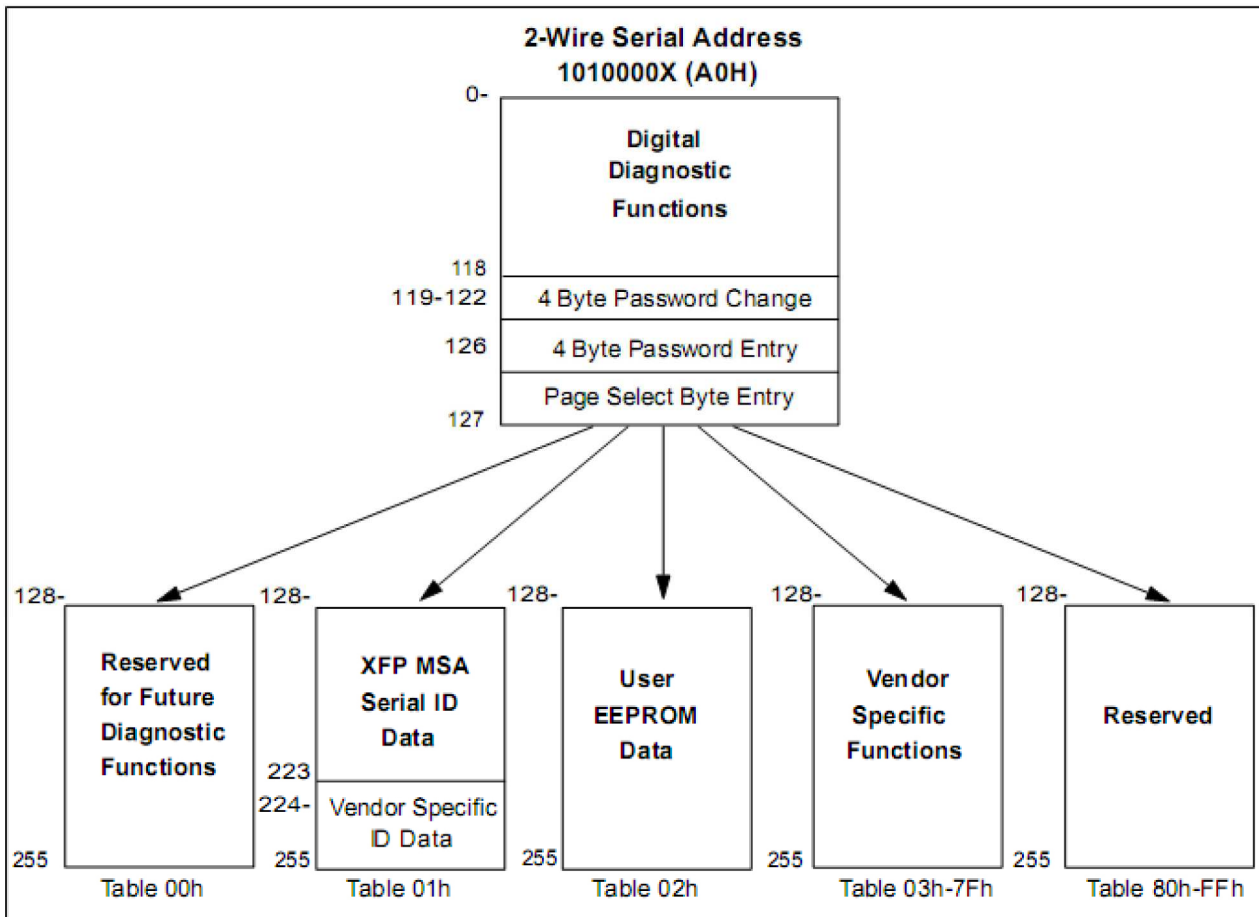 2-Wire Serial Address
1010000X (A0H)
0-
Digital
Diagnostic
Functions
118
119-122
4 Byte Password Change
126
4 Byte Password Entry
Page Select Byte Entry
127
128-
Reserved
for Future
Diagnostic
Functions
255
Table 00h
128-
XFP MSA
Serial ID
Data
223
224-
Vendor Specific
ID Data
255
Table 01h
128-
User
EEPROM
Data
255
Table 02h
128-
Vendor
Specific
Functions
255
Table 03h-7Fh
128-
Reserved
255
Table 80h-FFh